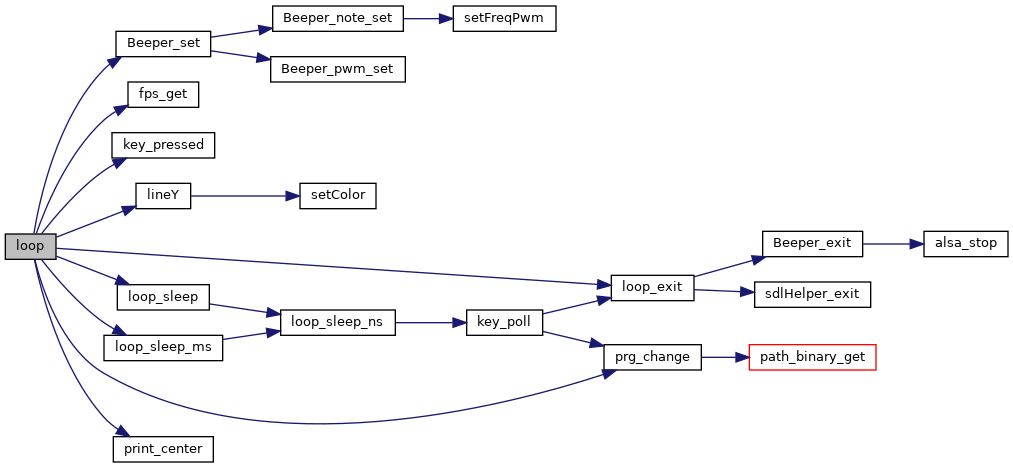 Beeper_note_set
setFreqPwm
Beeper_set
Beeper_pwm_set
fps_get
key_pressed
lineY
setColor
loop
Beeper_exit
alsa_stop
loop_exit
loop_sleep
sdlHelper_exit
loop_sleep_ns
key_poll
loop_sleep_ms
prg_change
path_binary_get
print_center